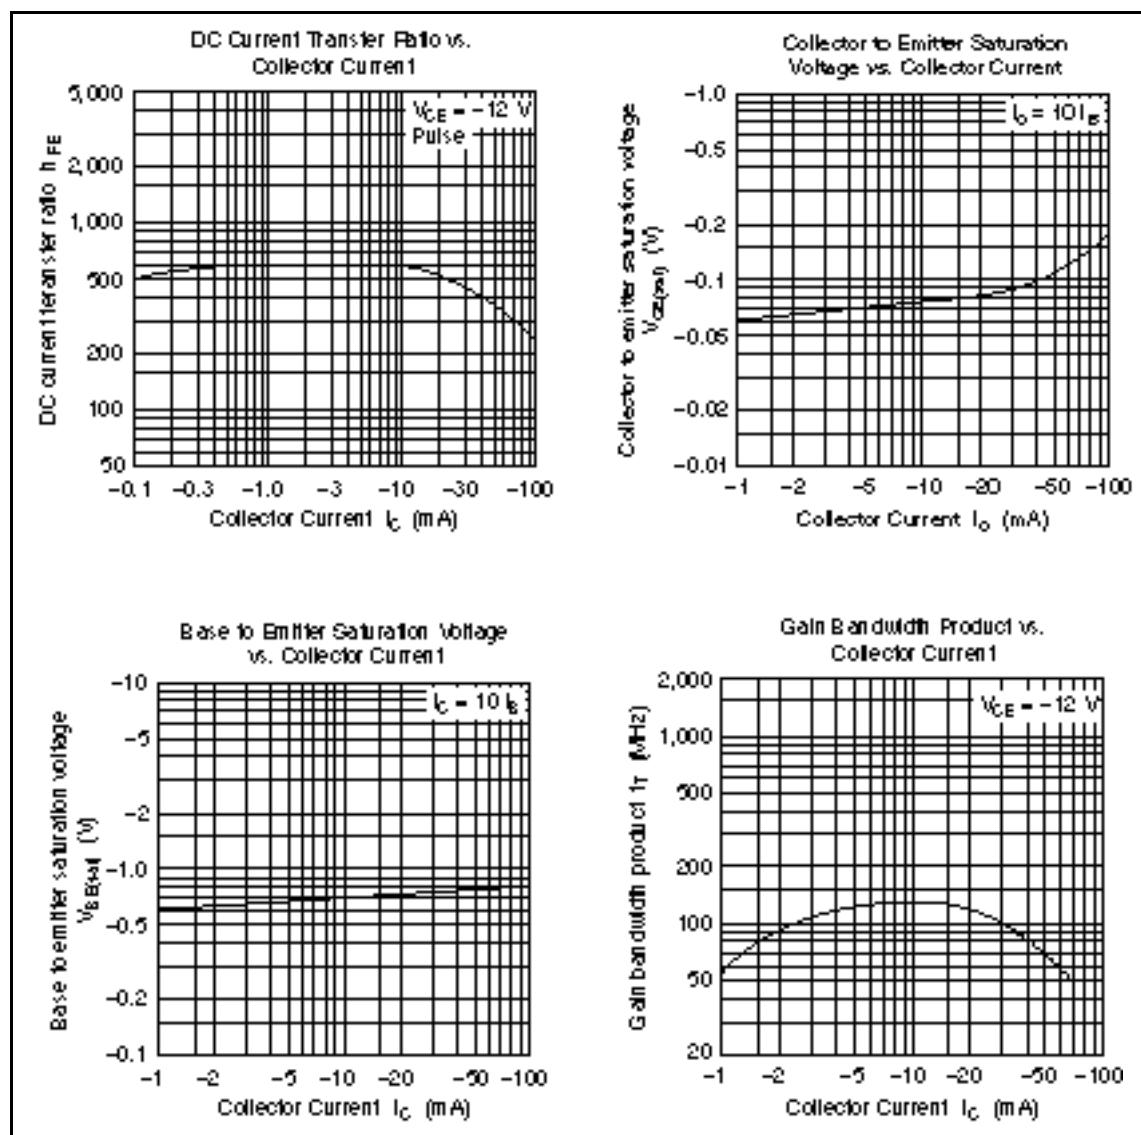 DC Current Transfer Ratio vs.
Collector Current
5,000
2,000
1,000
500
200
100
50
DC current transfer ratio hFE
VCE = −12 V
Pulse
−0.1 −0.3 −1.0 −3 −10 −30 −100
Collector Current IC (mA)
Collector to Emitter Saturation
Voltage vs. Collector Current
−1.0
−0.5
−0.2
−0.1
−0.05
−0.02
−0.01
Collector to emitter saturation voltage
VCE(sat) (V)
IC = 10 IB
−1 −2 −5 −10 −20 −50 −100
Collector Current IC (mA)
Base to Emitter Saturation Voltage
vs. Collector Current
−10
−5
−2
−1.0
−0.5
−0.2
−0.1
Base to emitter saturation voltage
VBE(sat) (V)
IC = 10 IB
−1 −2 −5 −10 −20 −50 −100
Collector Current IC (mA)
Gain Bandwidth Product vs.
Collector Current
2,000
1,000
500
200
100
50
20
Gain bandwidth product fT (MHz)
VCE = −12 V
−1 −2 −5 −10 −20 −50 −100
Collector Current IC (mA)